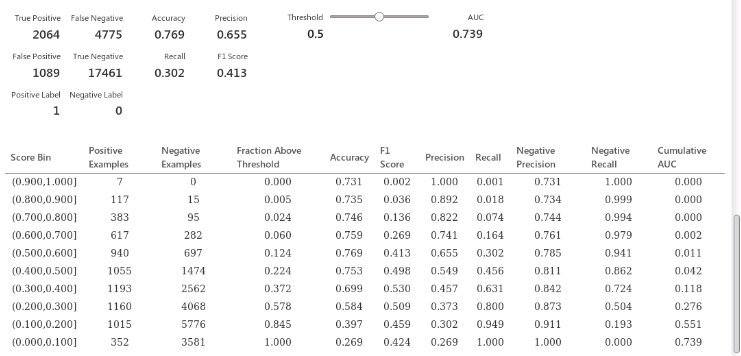 True Positive False Negative Accuracy Precision Threshold AUC
2064 4775 0.769 0.655 0.5 0.739
False Positive True Negative Recall F1 Score
1089 17461 0.302 0.413
Positive Label Negative Label
1 0
Score Bin Positive Examples Negative Examples Fraction Above Threshold Accuracy F1 Score Precision Recall Negative Precision Negative Recall Cumulative AUC
(0.900,1.000] 7 0 0.000 0.731 0.002 1.000 0.001 0.731 1.000 0.000
(0.800,0.900] 117 15 0.005 0.735 0.036 0.892 0.018 0.734 0.999 0.000
(0.700,0.800] 383 95 0.024 0.746 0.136 0.822 0.074 0.744 0.994 0.000
(0.600,0.700] 617 282 0.060 0.759 0.269 0.741 0.164 0.761 0.979 0.002
(0.500,0.600] 940 697 0.124 0.769 0.413 0.655 0.302 0.785 0.941 0.011
(0.400,0.500] 1055 1474 0.224 0.753 0.498 0.549 0.456 0.811 0.862 0.042
(0.300,0.400] 1193 2562 0.372 0.699 0.530 0.457 0.631 0.842 0.724 0.118
(0.200,0.300] 1160 4068 0.578 0.584 0.509 0.373 0.800 0.873 0.504 0.276
(0.100,0.200] 1015 5776 0.845 0.397 0.459 0.302 0.949 0.911 0.193 0.551
(0.000,0.100] 352 3581 1.000 0.269 0.424 0.269 1.000 1.000 0.000 0.739